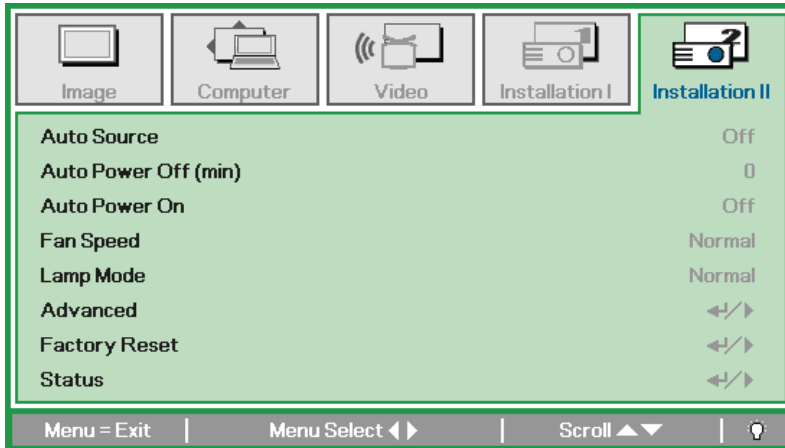 Image Computer Video Installation I Installation II
Auto Source Off
Auto Power Off (min) 0
Auto Power On Off
Fan Speed Normal
Lamp Mode Normal
Advanced ↵/▶
Factory Reset ↵/▶
Status ↵/▶
Menu = Exit | Menu Select ◀▶ | Scroll ▲▼ |